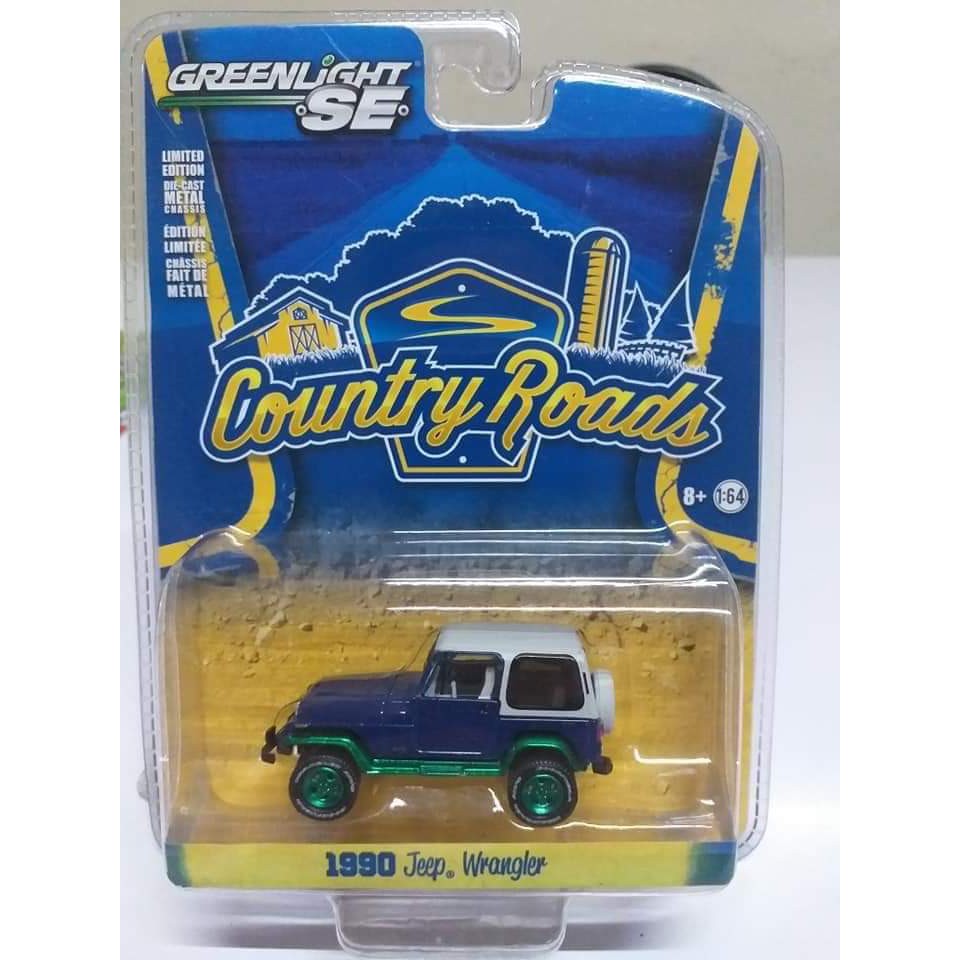 GREENLiGHT
SE
LIMITED
EDITION
DIE-CAST
METAL
CHASSIS
ÉDITION
LIMITÉE
CHÂSSIS
FAIT DE
MÉTAL
Country Roads
8+ 1:64
1990 Jeep® Wrangler